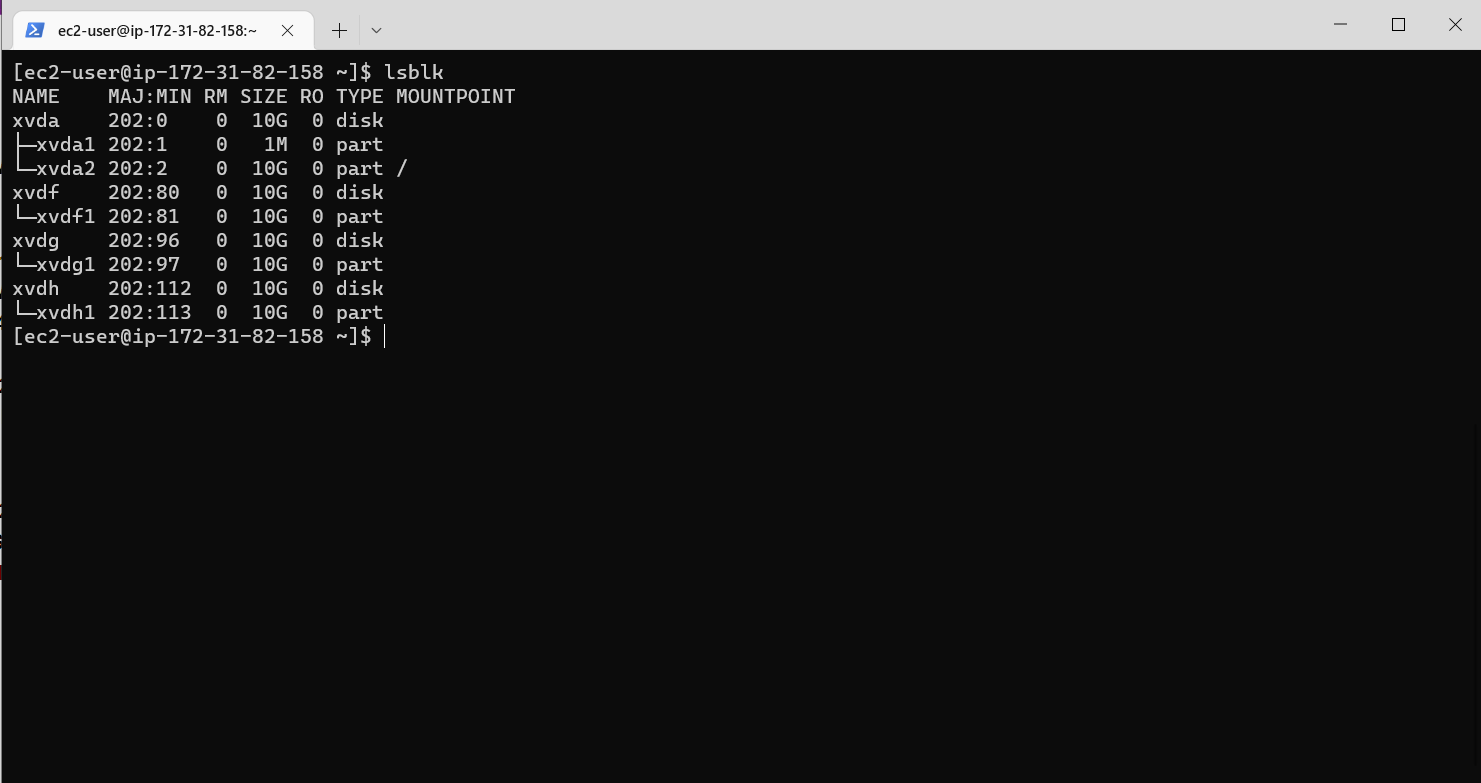 ec2-user@ip-172-31-82-158:~
[ec2-user@ip-172-31-82-158 ~]$ lsblk
NAME    MAJ:MIN RM SIZE RO TYPE MOUNTPOINT
xvda    202:0    0  10G  0 disk
├─xvda1 202:1    0   1M  0 part
└─xvda2 202:2    0  10G  0 part /
xvdf    202:80   0  10G  0 disk
└─xvdf1 202:81   0  10G  0 part
xvdg    202:96   0  10G  0 disk
└─xvdg1 202:97   0  10G  0 part
xvdh    202:112  0  10G  0 disk
└─xvdh1 202:113  0  10G  0 part
[ec2-user@ip-172-31-82-158 ~]$